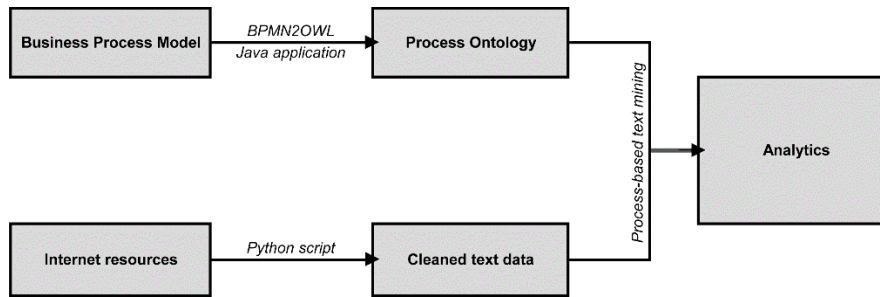 Business Process Model
BPMN2OWL
Java application
Process Ontology
Process-based text mining
Analytics
Internet resources
Python script
Cleaned text data